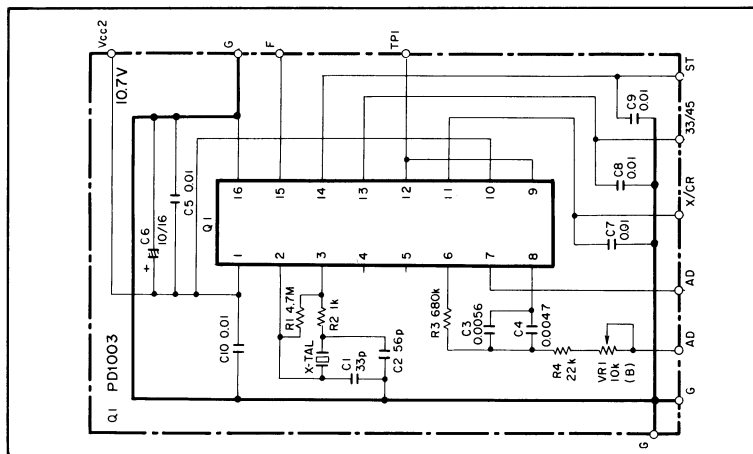 Vcc2
G
F
TP1
10.7V
Q1 PD1003
+ C6
10/16
C5 0.01
Q1
16
15
14
13
12
11
10
9
1
2
3
4
5
6
7
8
C10 0.01
R1 4.7M
R2 1k
X-TAL
C1
33p
C2 56p
R3 680k
C3
0.0056
C4
0.0047
R4
22k
VR1
10k
(B)
C7
0.01
C8
0.01
C9
0.01
ST
33/45
X/CR
AD
AD
G
G